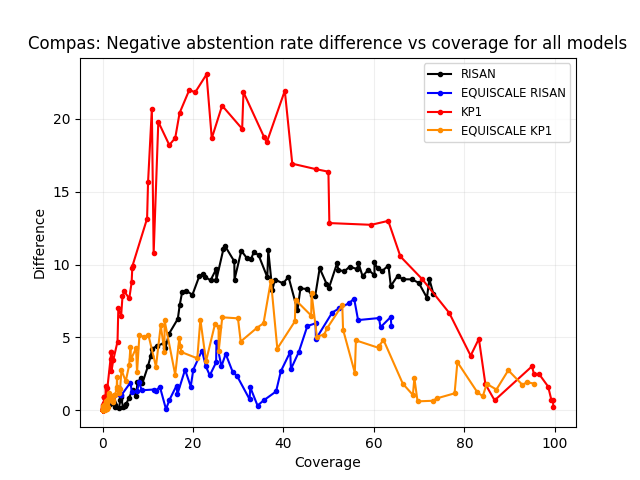 Compas: Negative abstention rate difference vs coverage for all models
RISAN
EQUISCALE RISAN
KP1
EQUISCALE KP1
Difference
20
15
10
5
0
0
20
40
60
80
100
Coverage